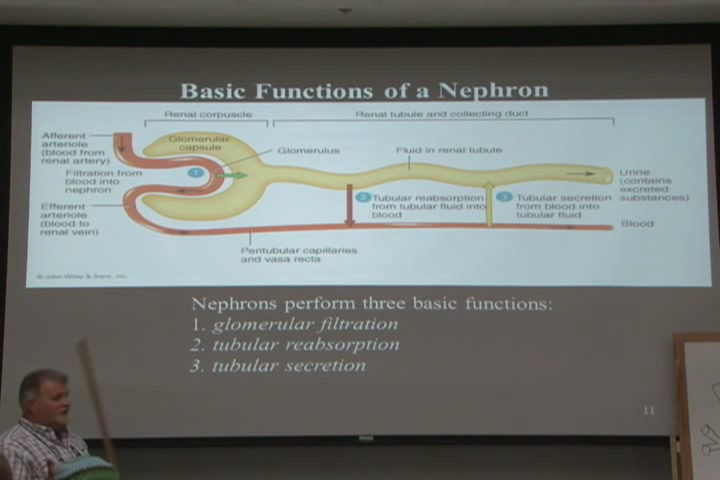 Basic Functions of a Nephron
Renal corpuscle
Renal tubule and collecting duct
Afferent
arteriole
(blood from
renal artery)
Glomerular
capsule
Glomerulus
Fluid in renal tubule
Filtration from
blood into
nephron
1
Urine
(contains
excreted
substances)
Efferent
arteriole
(blood to
renal vein)
2 Tubular reabsorption
from tubular fluid into
blood
3 Tubular secretion
from blood into
tubular fluid
Blood
Peritubular capillaries
and vasa recta
© John Wiley & Sons, Inc.
Nephrons perform three basic functions:
1. glomerular filtration
2. tubular reabsorption
3. tubular secretion
11